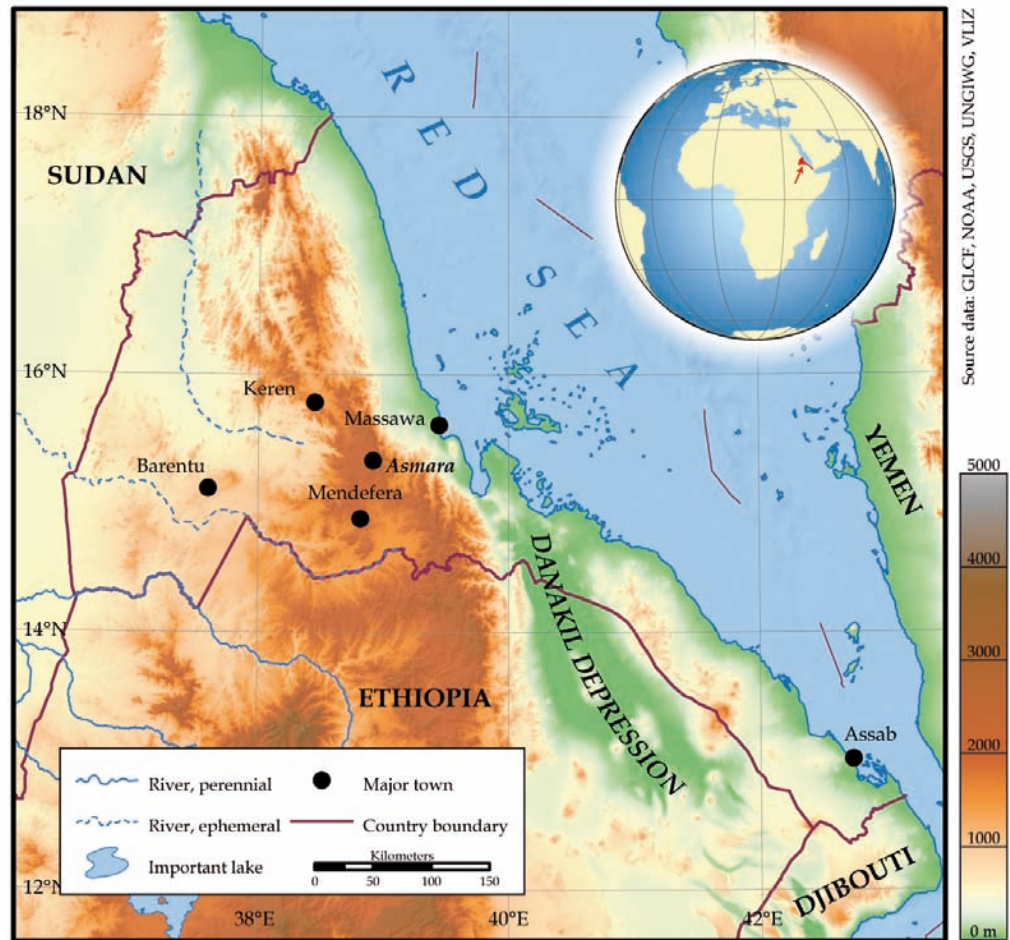 RED SEA
18°N
SUDAN
16°N
Keren
Massawa
Asmara
Barentu
Mendefera
YEMEN
DANAKIL DEPRESSION
14°N
ETHIOPIA
Assab
DJIBOUTI
12°N
38°E
40°E
42°E
River, perennial
Major town
River, ephemeral
Country boundary
Important lake
Kilometers
0 50 100 150
Source data: GLCF, NOAA, USGS, UNGIWG, VLIZ
5000
4000
3000
2000
1000
0 m